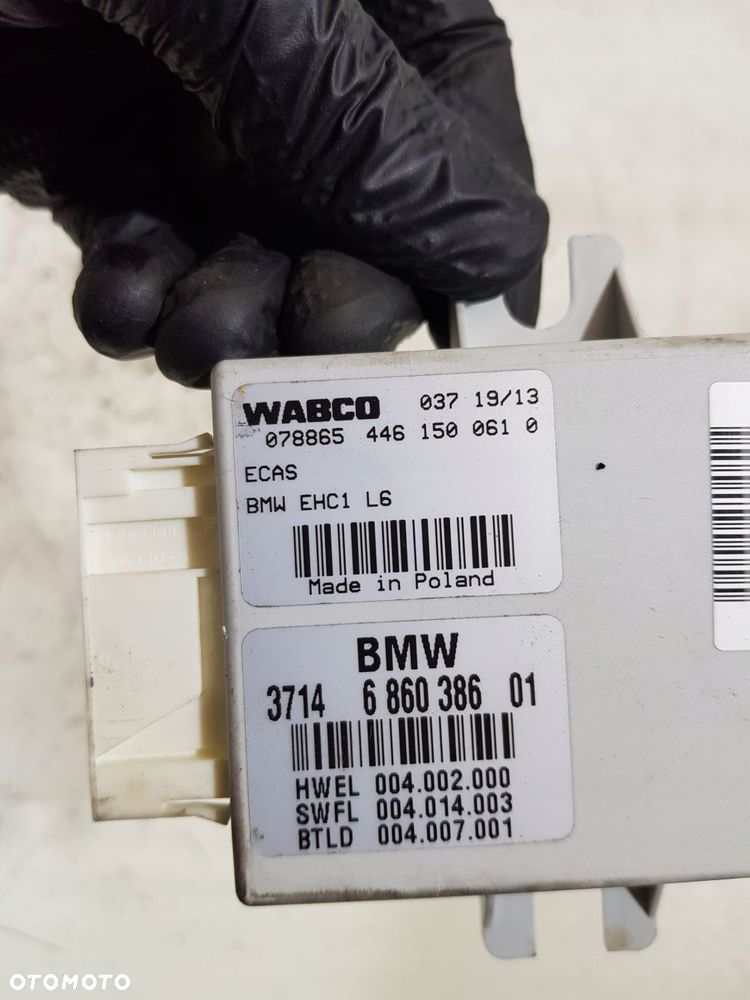 WABCO 037 19/13
078865 446 150 061 0
ECAS
BMW EHC1 L6
Made in Poland
BMW
3714 6 860 386 01
HWEL 004.002.000
SWFL 004.014.003
BTLD 004.007.001
OTOMOTO